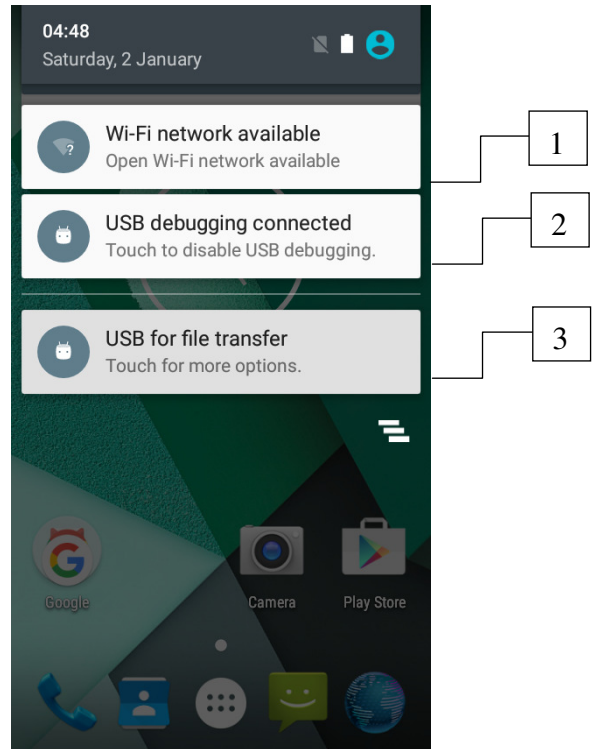 04:48
Saturday, 2 January
Wi-Fi network available
Open Wi-Fi network available
1
USB debugging connected
Touch to disable USB debugging.
2
USB for file transfer
Touch for more options.
3
Google
Camera
Play Store